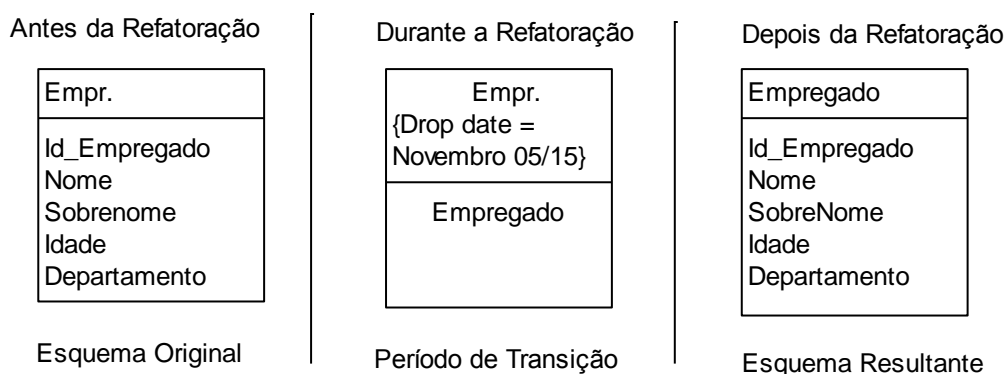 Antes da Refatoração
Empr.
Id_Empregado
Nome
Sobrenome
Idade
Departamento
Esquema Original
Durante a Refatoração
Empr.
{Drop date =
Novembro 05/15}
Empregado
Período de Transição
Depois da Refatoração
Empregado
Id_Empregado
Nome
SobreNome
Idade
Departamento
Esquema Resultante